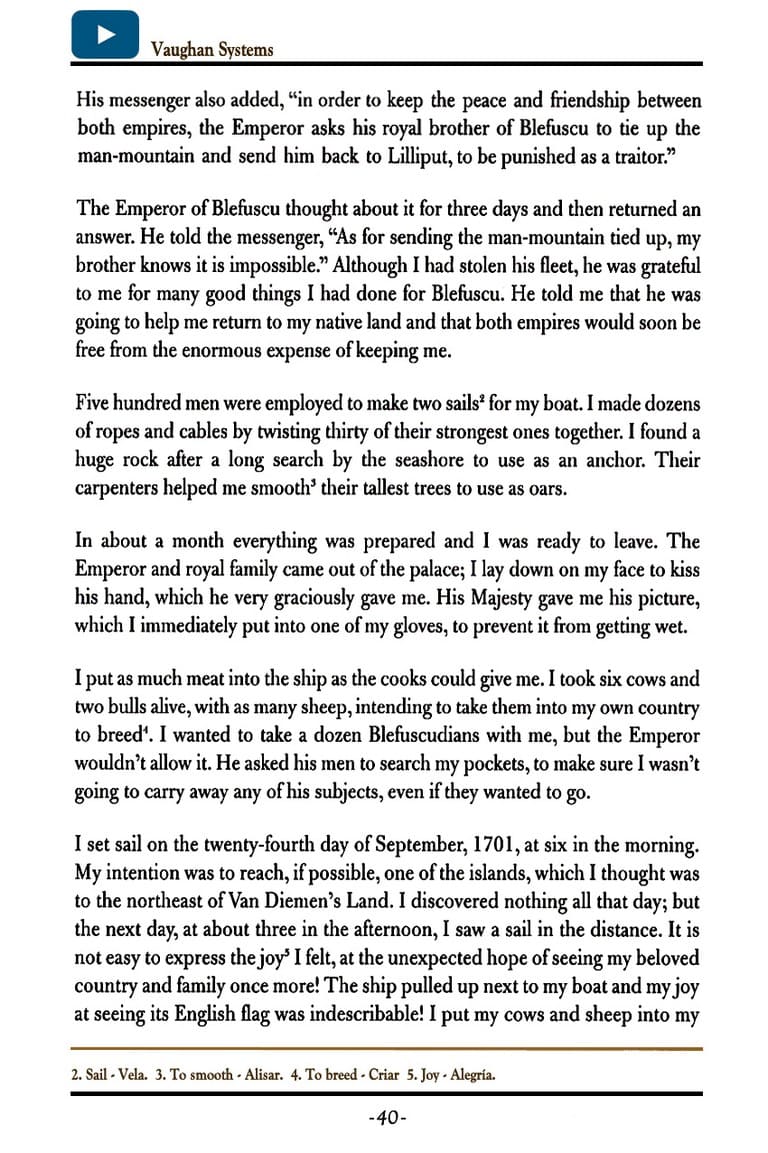 Vaughan Systems
His messenger also added, “in order to keep the peace and friendship between
both empires, the Emperor asks his royal brother of Blefuscu to tie up the
man-mountain and send him back to Lilliput, to be punished as a traitor.”
The Emperor of Blefuscu thought about it for three days and then returned an
answer. He told the messenger, “As for sending the man-mountain tied up, my
brother knows it is impossible.” Although I had stolen his fleet, he was grateful
to me for many good things I had done for Blefuscu. He told me that he was
going to help me return to my native land and that both empires would soon be
free from the enormous expense of keeping me.
Five hundred men were employed to make two sails² for my boat. I made dozens
of ropes and cables by twisting thirty of their strongest ones together. I found a
huge rock after a long search by the seashore to use as an anchor. Their
carpenters helped me smooth³ their tallest trees to use as oars.
In about a month everything was prepared and I was ready to leave. The
Emperor and royal family came out of the palace; I lay down on my face to kiss
his hand, which he very graciously gave me. His Majesty gave me his picture,
which I immediately put into one of my gloves, to prevent it from getting wet.
I put as much meat into the ship as the cooks could give me. I took six cows and
two bulls alive, with as many sheep, intending to take them into my own country
to breed⁴. I wanted to take a dozen Blefuscudians with me, but the Emperor
wouldn’t allow it. He asked his men to search my pockets, to make sure I wasn’t
going to carry away any of his subjects, even if they wanted to go.
I set sail on the twenty-fourth day of September, 1701, at six in the morning.
My intention was to reach, if possible, one of the islands, which I thought was
to the northeast of Van Diemen’s Land. I discovered nothing all that day; but
the next day, at about three in the afternoon, I saw a sail in the distance. It is
not easy to express the joy⁵ I felt, at the unexpected hope of seeing my beloved
country and family once more! The ship pulled up next to my boat and my joy
at seeing its English flag was indescribable! I put my cows and sheep into my
2. Sail - Vela. 3. To smooth - Alisar. 4. To breed - Criar 5. Joy - Alegría.
-40-